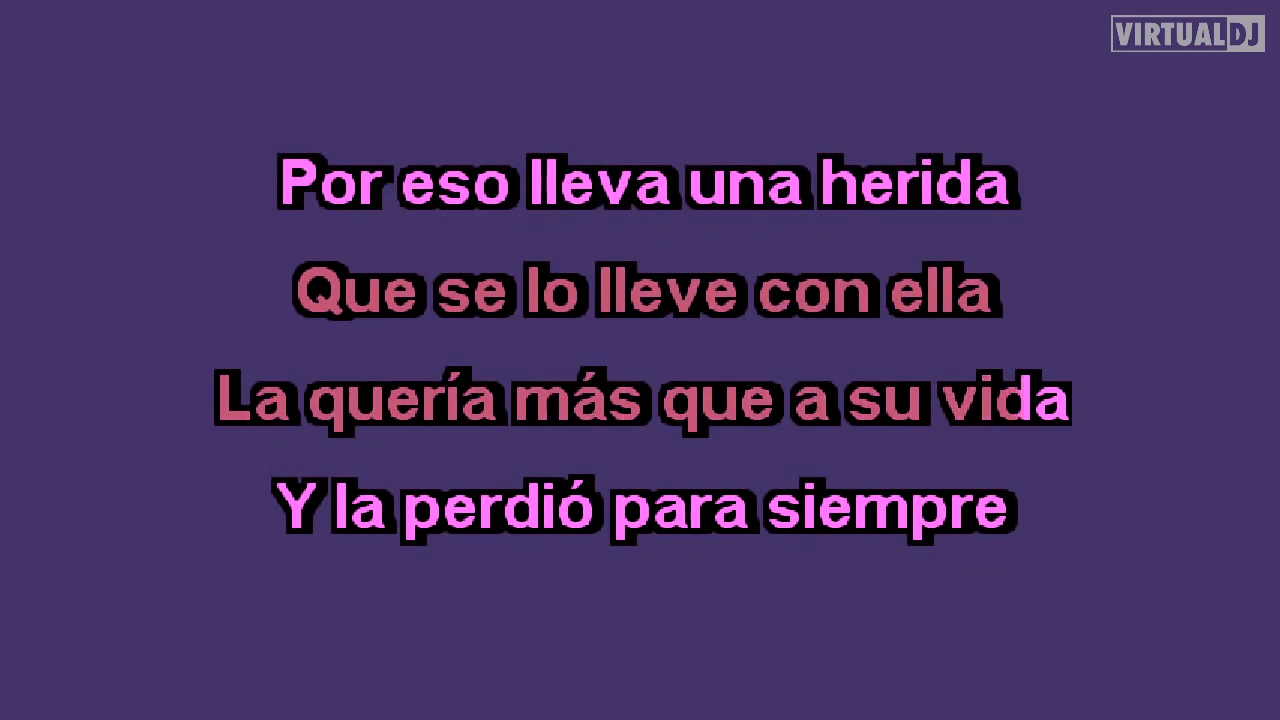 VIRTUALDJ
Por eso lleva una herida
Que se lo lleve con ella
La quería más que a su vida
Y la perdió para siempre